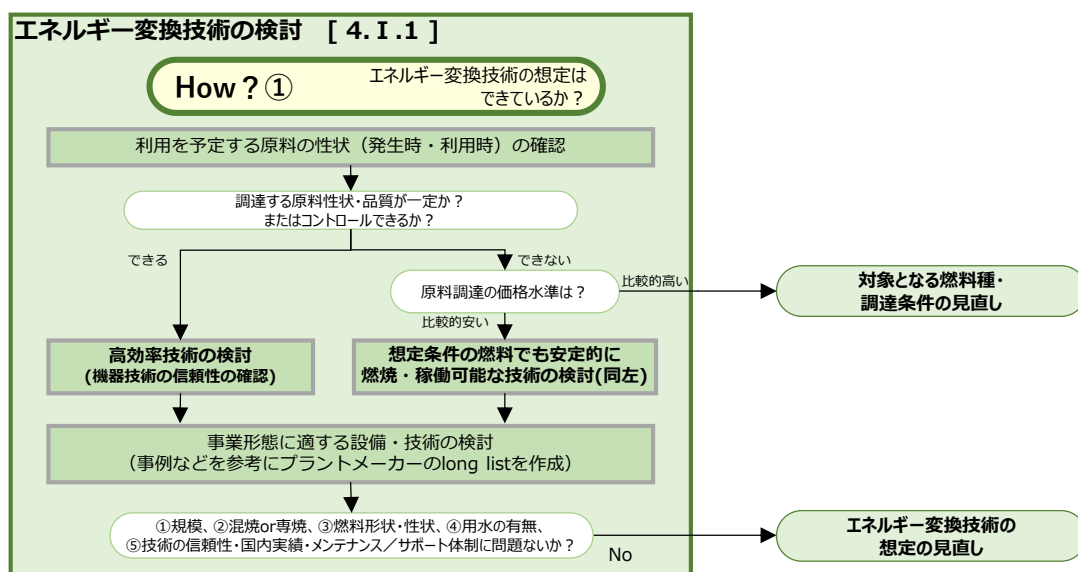 エネルギー変換技術の検討 [ 4.Ⅰ.1 ]
How?①
エネルギー変換技術の想定は
できているか?
利用を予定する原料の性状(発生時・利用時)の確認
調達する原料性状・品質が一定か?
またはコントロールできるか?
できる
できない
原料調達の価格水準は?
比較的高い
対象となる燃料種・
調達条件の見直し
比較的安い
高効率技術の検討
(機器技術の信頼性の確認)
想定条件の燃料でも安定的に
燃焼・稼働可能な技術の検討(同左)
事業形態に適する設備・技術の検討
(事例などを参考にプラントメーカーのlong listを作成)
①規模、②混焼or専焼、③燃料形状・性状、④用水の有無、
⑤技術の信頼性・国内実績・メンテナンス/サポート体制に問題ないか?
No
エネルギー変換技術の
想定の見直し